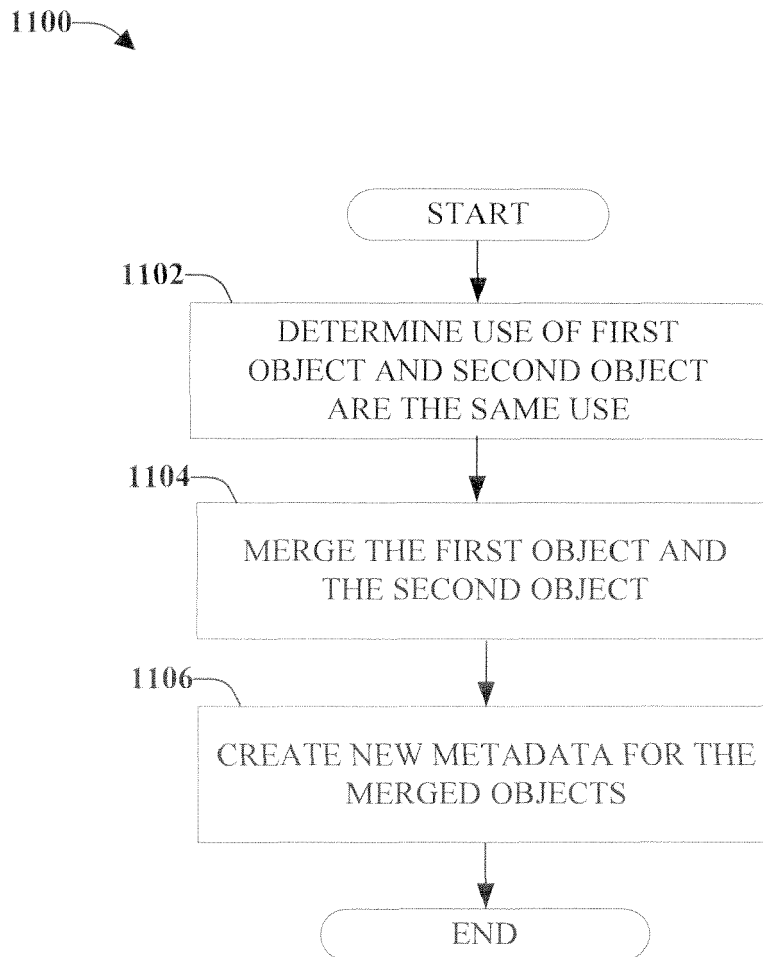 1100
START
1102
DETERMINE USE OF FIRST
OBJECT AND SECOND OBJECT
ARE THE SAME USE
1104
MERGE THE FIRST OBJECT AND
THE SECOND OBJECT
1106
CREATE NEW METADATA FOR THE
MERGED OBJECTS
END